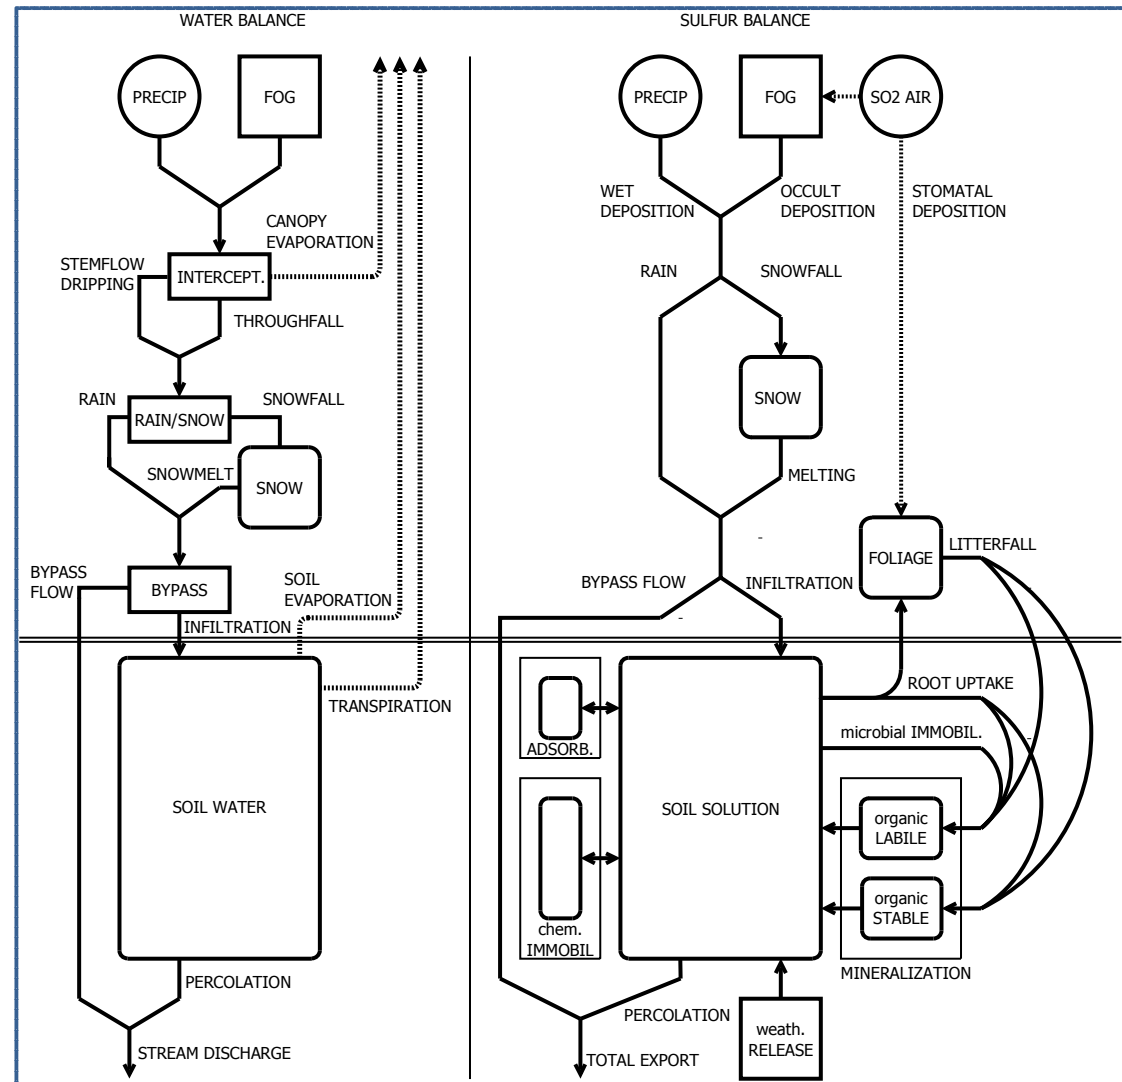 WATER BALANCE
PRECIP
FOG
CANOPY
EVAPORATION
STEMFLOW
DRIPPING
INTERCEPT.
THROUGHFALL
RAIN
SNOWFALL
RAIN/SNOW
SNOWMELT
SNOW
BYPASS
FLOW
BYPASS
SOIL
EVAPORATION
INFILTRATION
TRANSPIRATION
SOIL WATER
PERCOLATION
STREAM DISCHARGE
SULFUR BALANCE
PRECIP
FOG
SO2 AIR
WET
DEPOSITION
OCCULT
DEPOSITION
STOMATAL
DEPOSITION
RAIN
SNOWFALL
SNOW
MELTING
FOLIAGE
LITTERFALL
BYPASS FLOW
INFILTRATION
ROOT UPTAKE
microbial IMMOBIL.
ADSORB.
SOIL SOLUTION
organic
LABILE
organic
STABLE
chem.
IMMOBIL
MINERALIZATION
PERCOLATION
weath.
RELEASE
TOTAL EXPORT